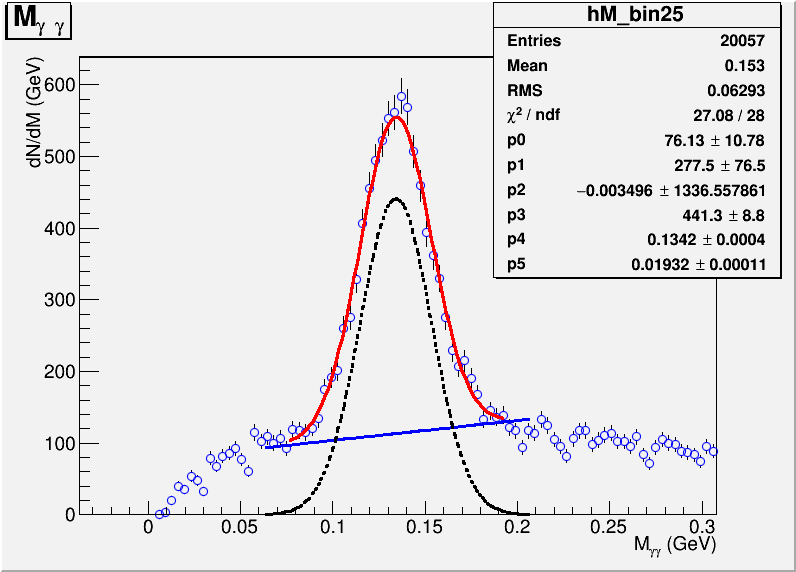 M γ γ
hM_bin25
Entries 20057
Mean 0.153
RMS 0.06293
χ² / ndf 27.08 / 28
p0 76.13 ± 10.78
p1 277.5 ± 76.5
p2 −0.003496 ± 1336.557861
p3 441.3 ± 8.8
p4 0.1342 ± 0.0004
p5 0.01932 ± 0.00011
dN/dM (GeV)
600
500
400
300
200
100
0
0 0.05 0.1 0.15 0.2 0.25 0.3
M γγ (GeV)